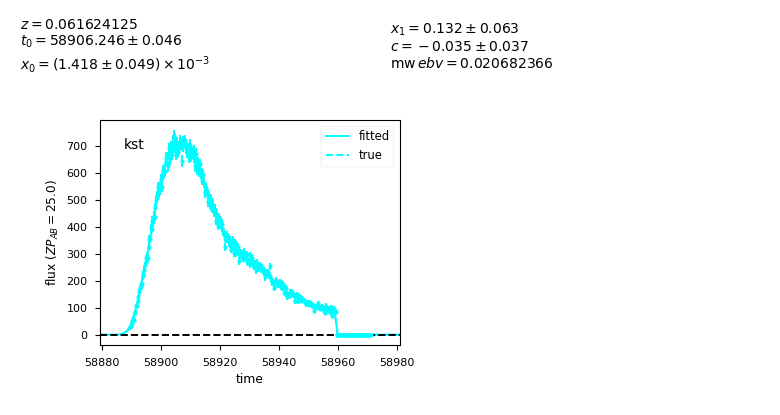 z = 0.061624125
t₀ = 58906.246 ± 0.046
x₀ = (1.418 ± 0.049) × 10⁻³
x₁ = 0.132 ± 0.063
c = −0.035 ± 0.037
mw ebv = 0.020682366
kst
fitted
true
flux (ZP_AB = 25.0)
700
600
500
400
300
200
100
0
58880 58900 58920 58940 58960 58980
time